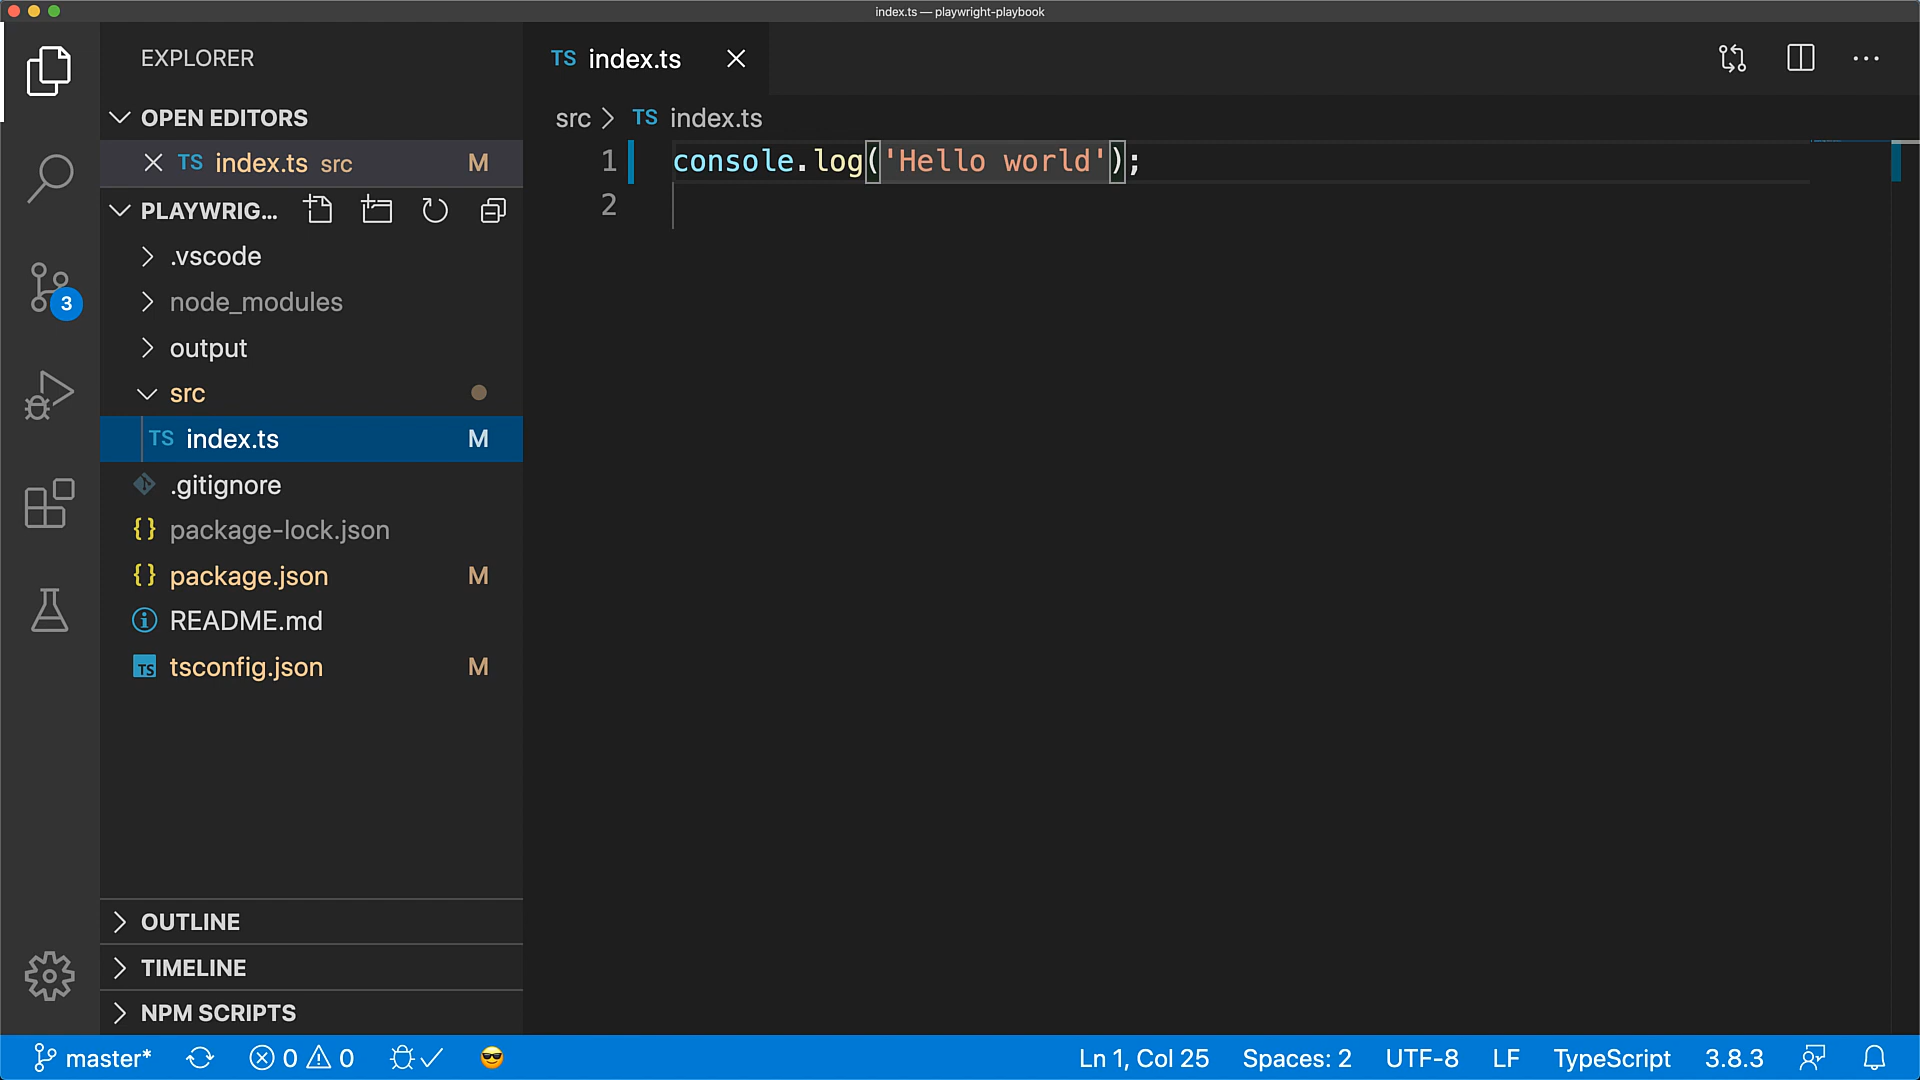 index.ts — playwright-playbook
EXPLORER
OPEN EDITORS
TS index.ts src M
PLAYWRIG...
.vscode
node_modules
output
src
TS index.ts M
.gitignore
{} package-lock.json
{} package.json M
README.md
TS tsconfig.json M
OUTLINE
TIMELINE
NPM SCRIPTS
3
TS index.ts
src > TS index.ts
1 console.log('Hello world');
2
master* 0 0 Ln 1, Col 25 Spaces: 2 UTF-8 LF TypeScript 3.8.3